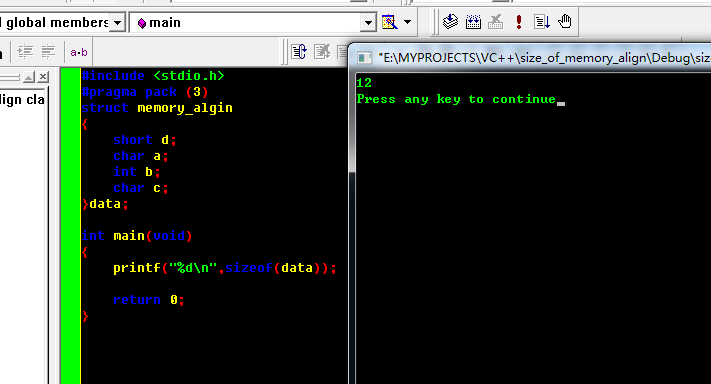 l global members
main
"E:\MYPROJECTS\VC++\size_of_memory_align\Debug\siz
a·b
lign cla
#include <stdio.h>
#pragma pack (3)
struct memory_algin
{
short d;
char a;
int b;
char c;
}data;
int main(void)
{
printf("%d\n",sizeof(data));
return 0;
}
12
Press any key to continue